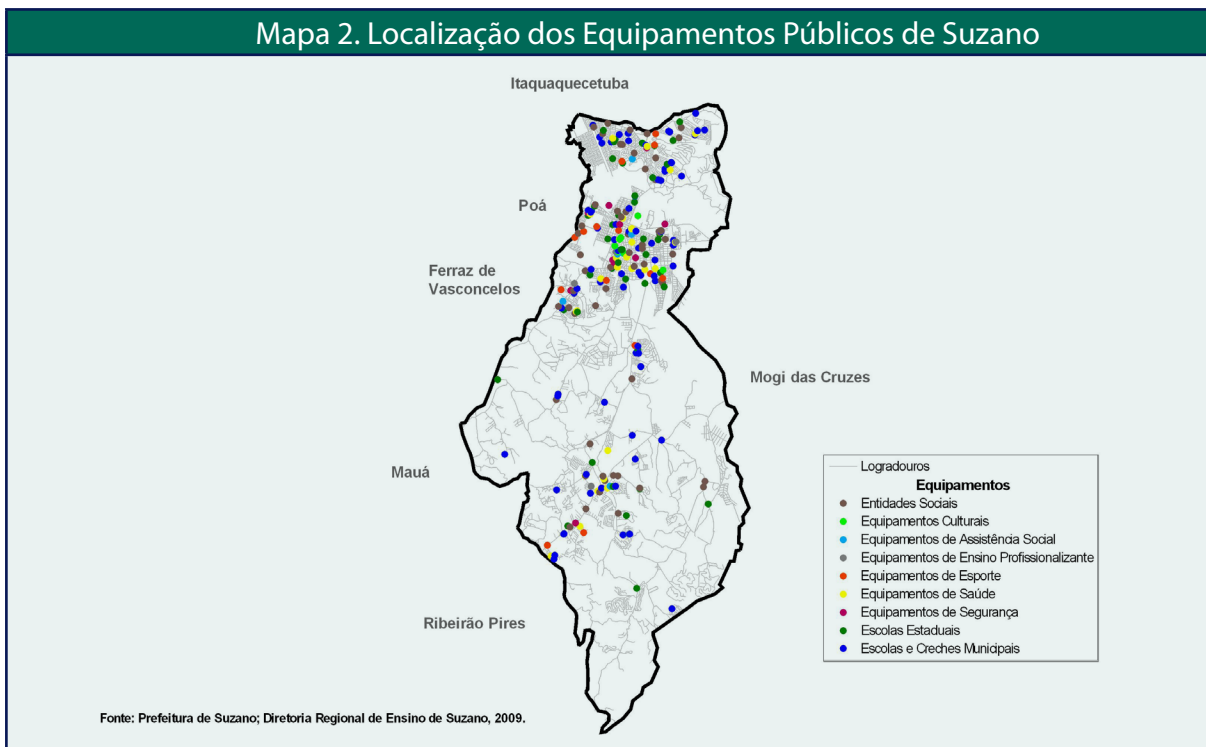 Mapa 2. Localização dos Equipamentos Públicos de Suzano
Itaquaquecetuba
Poá
Ferraz de
Vasconcelos
Mogi das Cruzes
Mauá
Ribeirão Pires
Logradouros
Equipamentos
Entidades Sociais
Equipamentos Culturais
Equipamentos de Assistência Social
Equipamentos de Ensino Profissionalizante
Equipamentos de Esporte
Equipamentos de Saúde
Equipamentos de Segurança
Escolas Estaduais
Escolas e Creches Municipais
Fonte: Prefeitura de Suzano; Diretoria Regional de Ensino de Suzano, 2009.